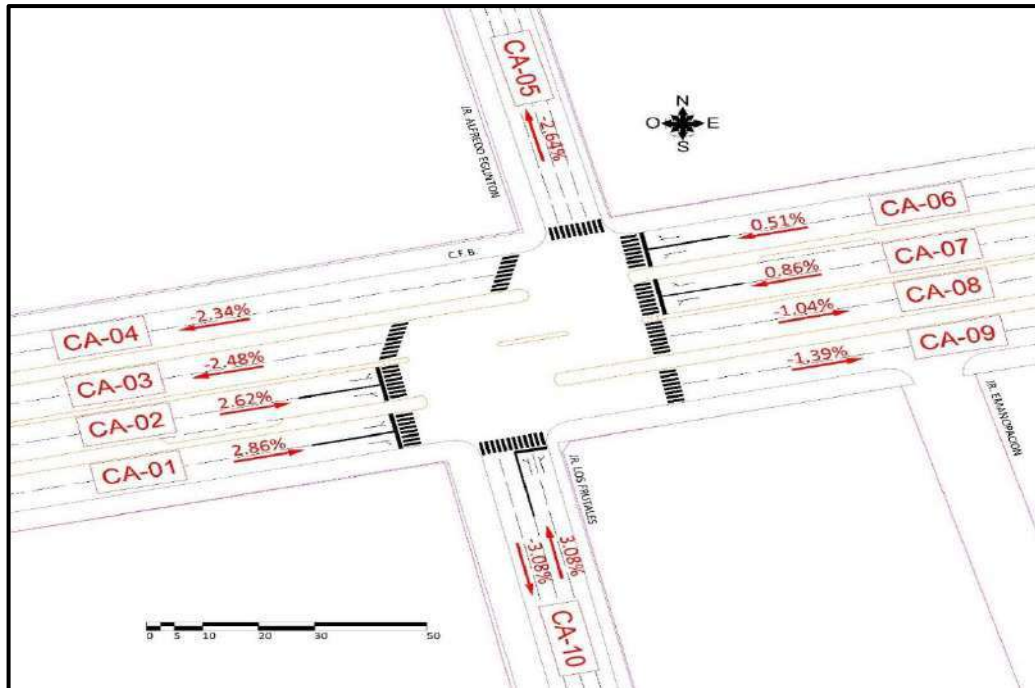 CA-05
-2.64%
JR. ALFREDO EGUNTON
N
O E
S
CA-06
0.51%
CA-07
0.86%
C.F.B.
CA-08
-1.04%
CA-04
-2.34%
CA-09
-1.39%
CA-03
-2.48%
CA-02
2.62%
CA-01
2.86%
JR. EMANCIPACION
JR. LOS FRUTALES
-3.08%
3.08%
CA-10
0 5 10 20 30 50